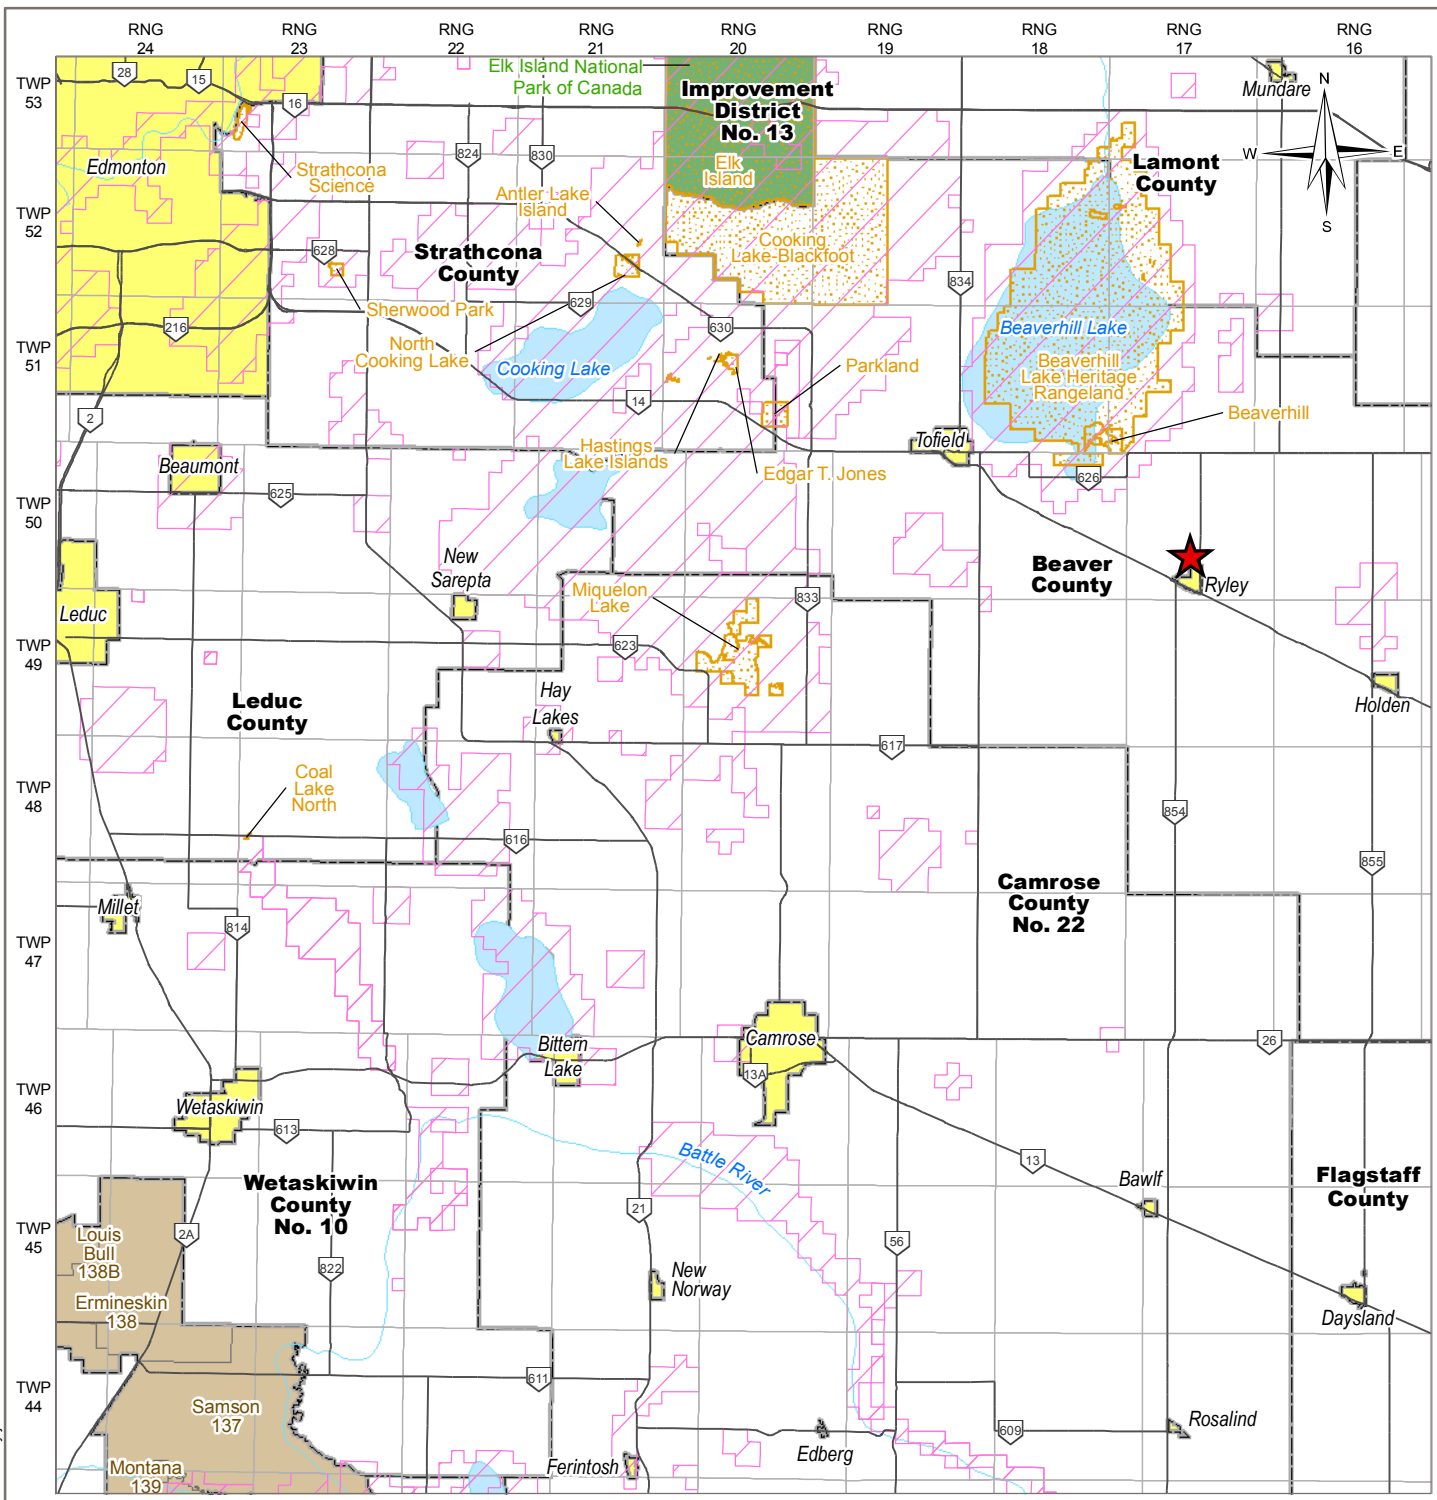 RNG
24
RNG
23
RNG
22
RNG
21
RNG
20
RNG
19
RNG
18
RNG
17
RNG
16
TWP
53
TWP
52
TWP
51
TWP
50
TWP
49
TWP
48
TWP
47
TWP
46
TWP
45
TWP
44
N
W
E
S
28
15
16
824
830
Elk Island National
Park of Canada
Improvement
District
No. 13
Elk
Island
Mundare
Edmonton
Strathcona
Science
Antler Lake
Island
Lamont
County
Cooking
Lake-Blackfoot
628
Strathcona
County
834
Sherwood Park
629
216
North
Cooking Lake
Cooking Lake
630
Beaverhill Lake
Beaverhill
Lake Heritage
Rangeland
Parkland
Beaverhill
2
14
Hastings
Lake Islands
Edgar T. Jones
Tofield
626
Beaumont
625
New
Sarepta
Beaver
County
Ryley
Miquelon
Lake
833
Leduc
623
Leduc
County
Hay
Lakes
Holden
617
Coal
Lake
North
616
854
855
Millet
814
Camrose
County
No. 22
Bittern
Lake
Camrose
13A
26
Wetaskiwin
613
Battle River
13
Bawlf
Flagstaff
County
Wetaskiwin
County
No. 10
Louis
Bull
138B
2A
21
56
822
New
Norway
Ermineskin
138
Daysland
611
Samson
137
Rosalind
609
Edberg
Ferintosh
Montana
139